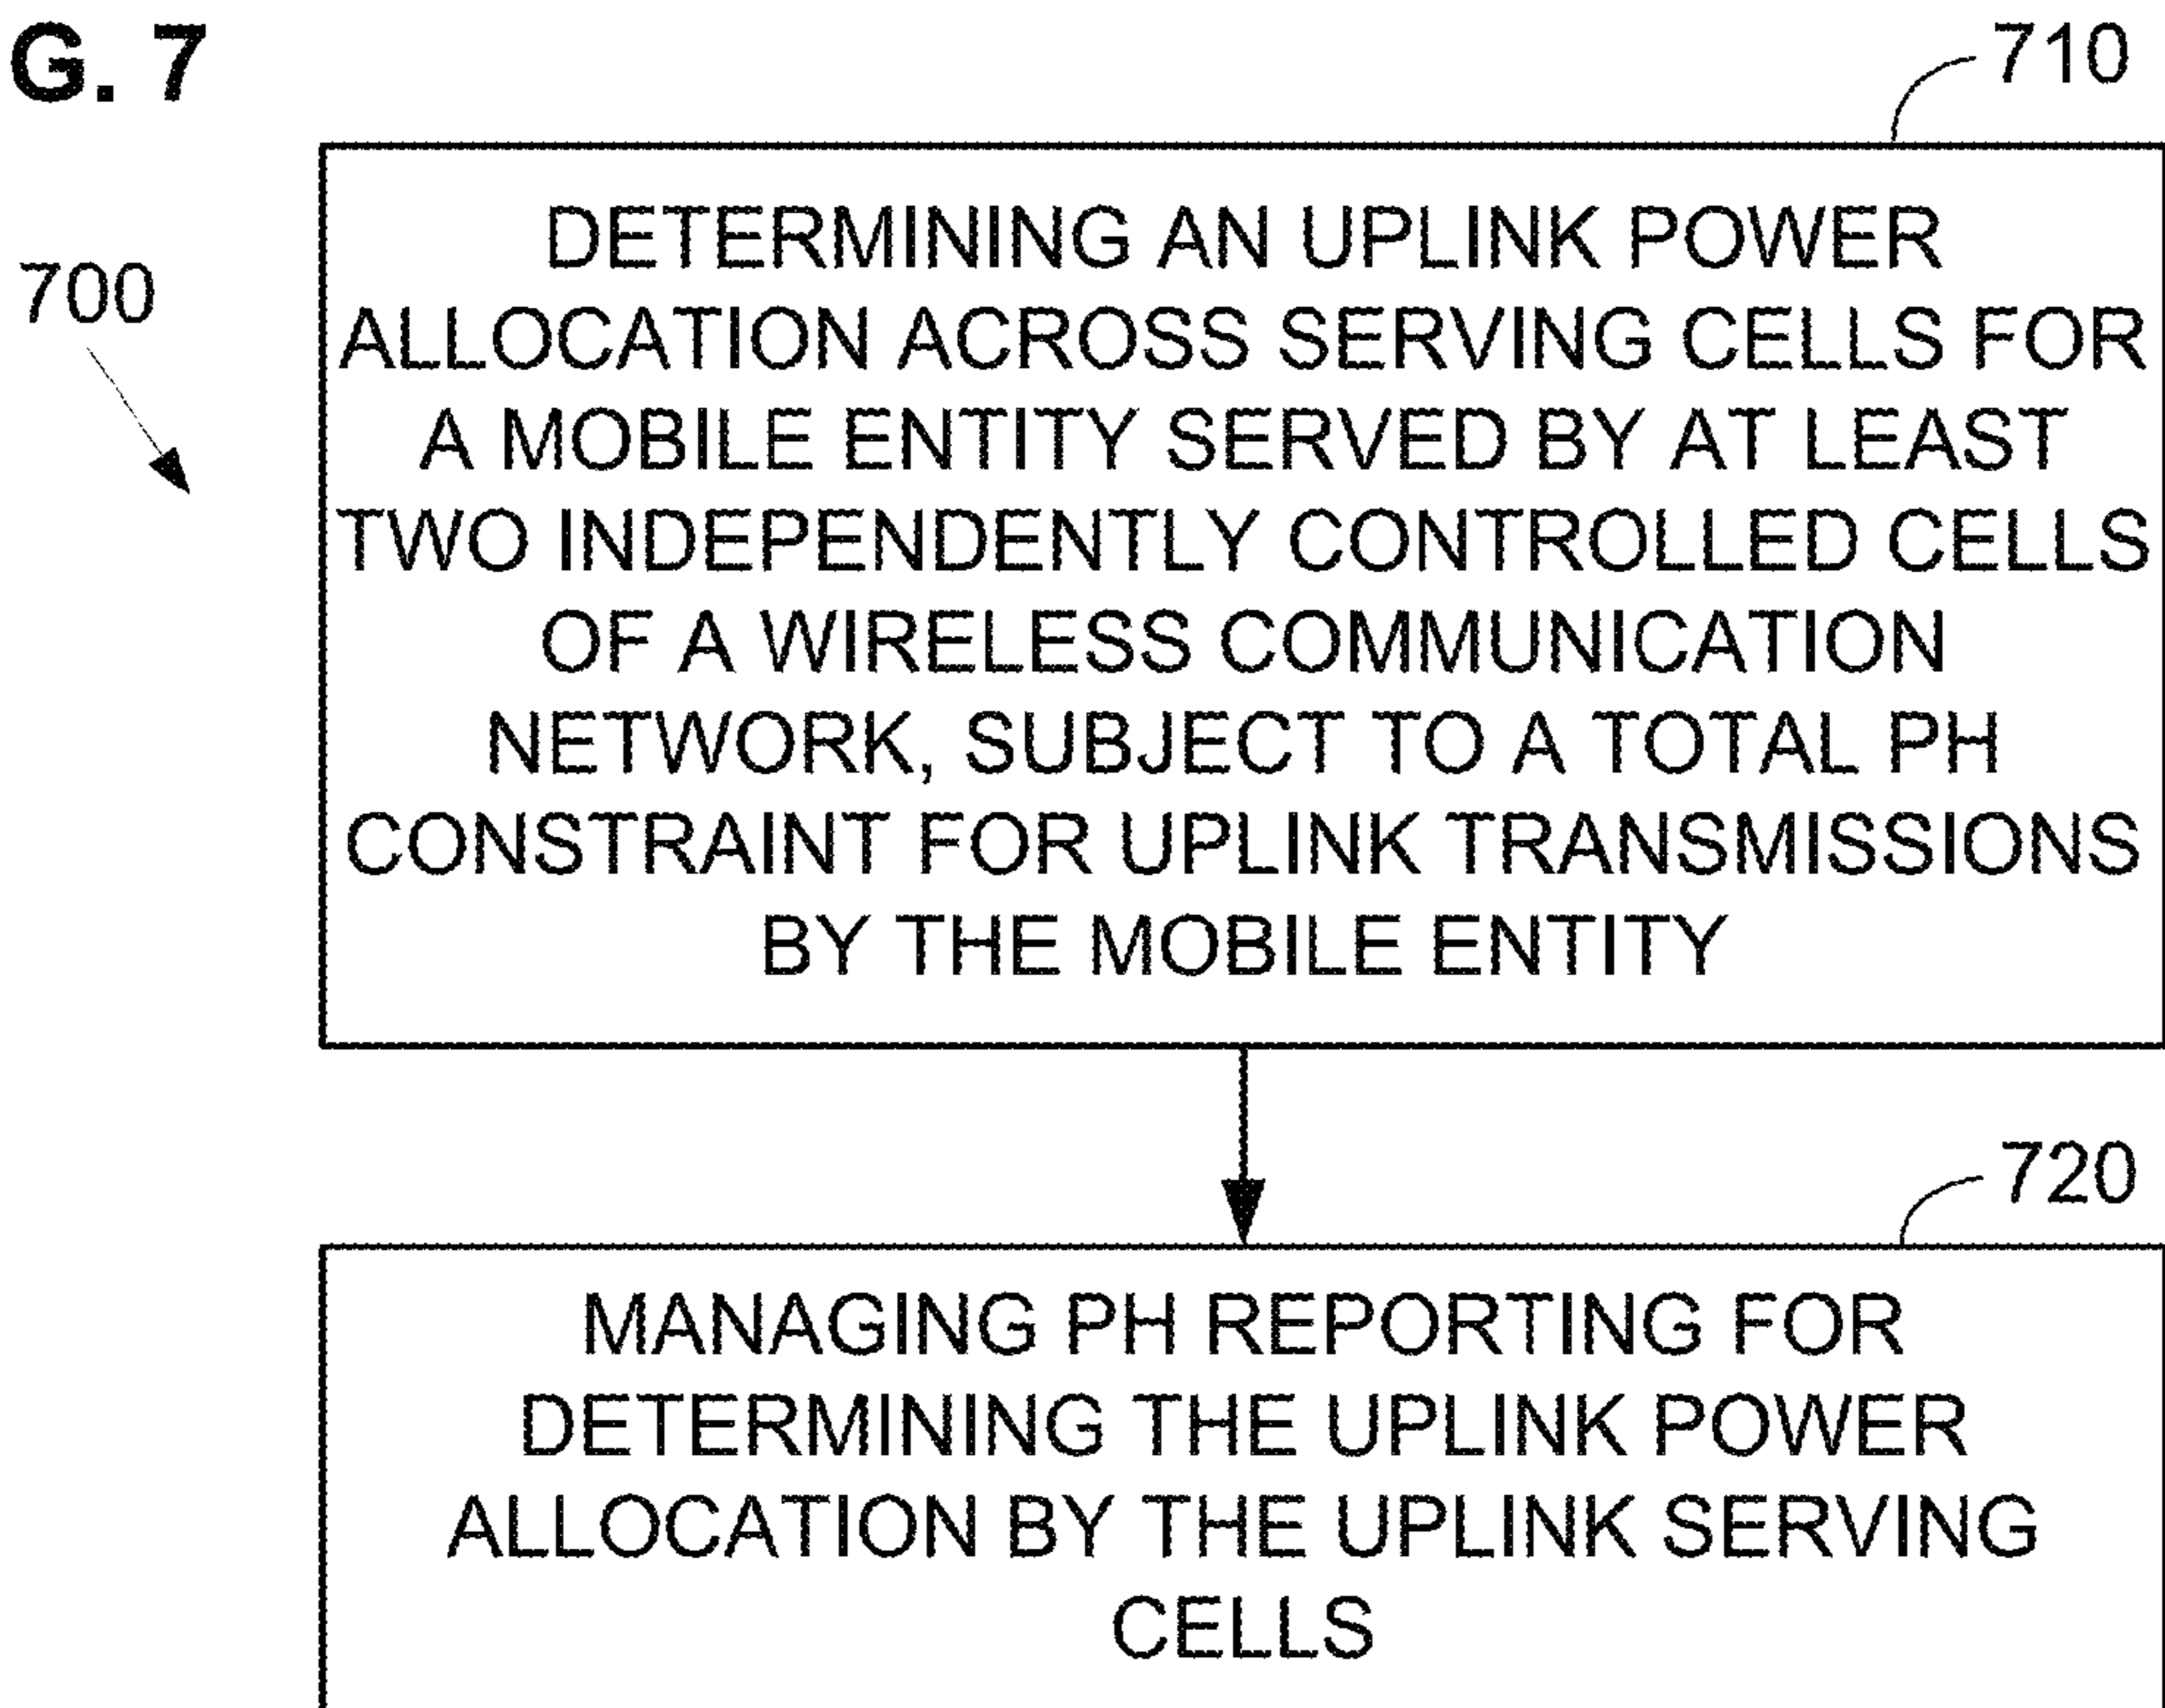 G. 7
710
700
DETERMINING AN UPLINK POWER
ALLOCATION ACROSS SERVING CELLS FOR
A MOBILE ENTITY SERVED BY AT LEAST
TWO INDEPENDENTLY CONTROLLED CELLS
OF A WIRELESS COMMUNICATION
NETWORK, SUBJECT TO A TOTAL PH
CONSTRAINT FOR UPLINK TRANSMISSIONS
BY THE MOBILE ENTITY
720
MANAGING PH REPORTING FOR
DETERMINING THE UPLINK POWER
ALLOCATION BY THE UPLINK SERVING
CELLS